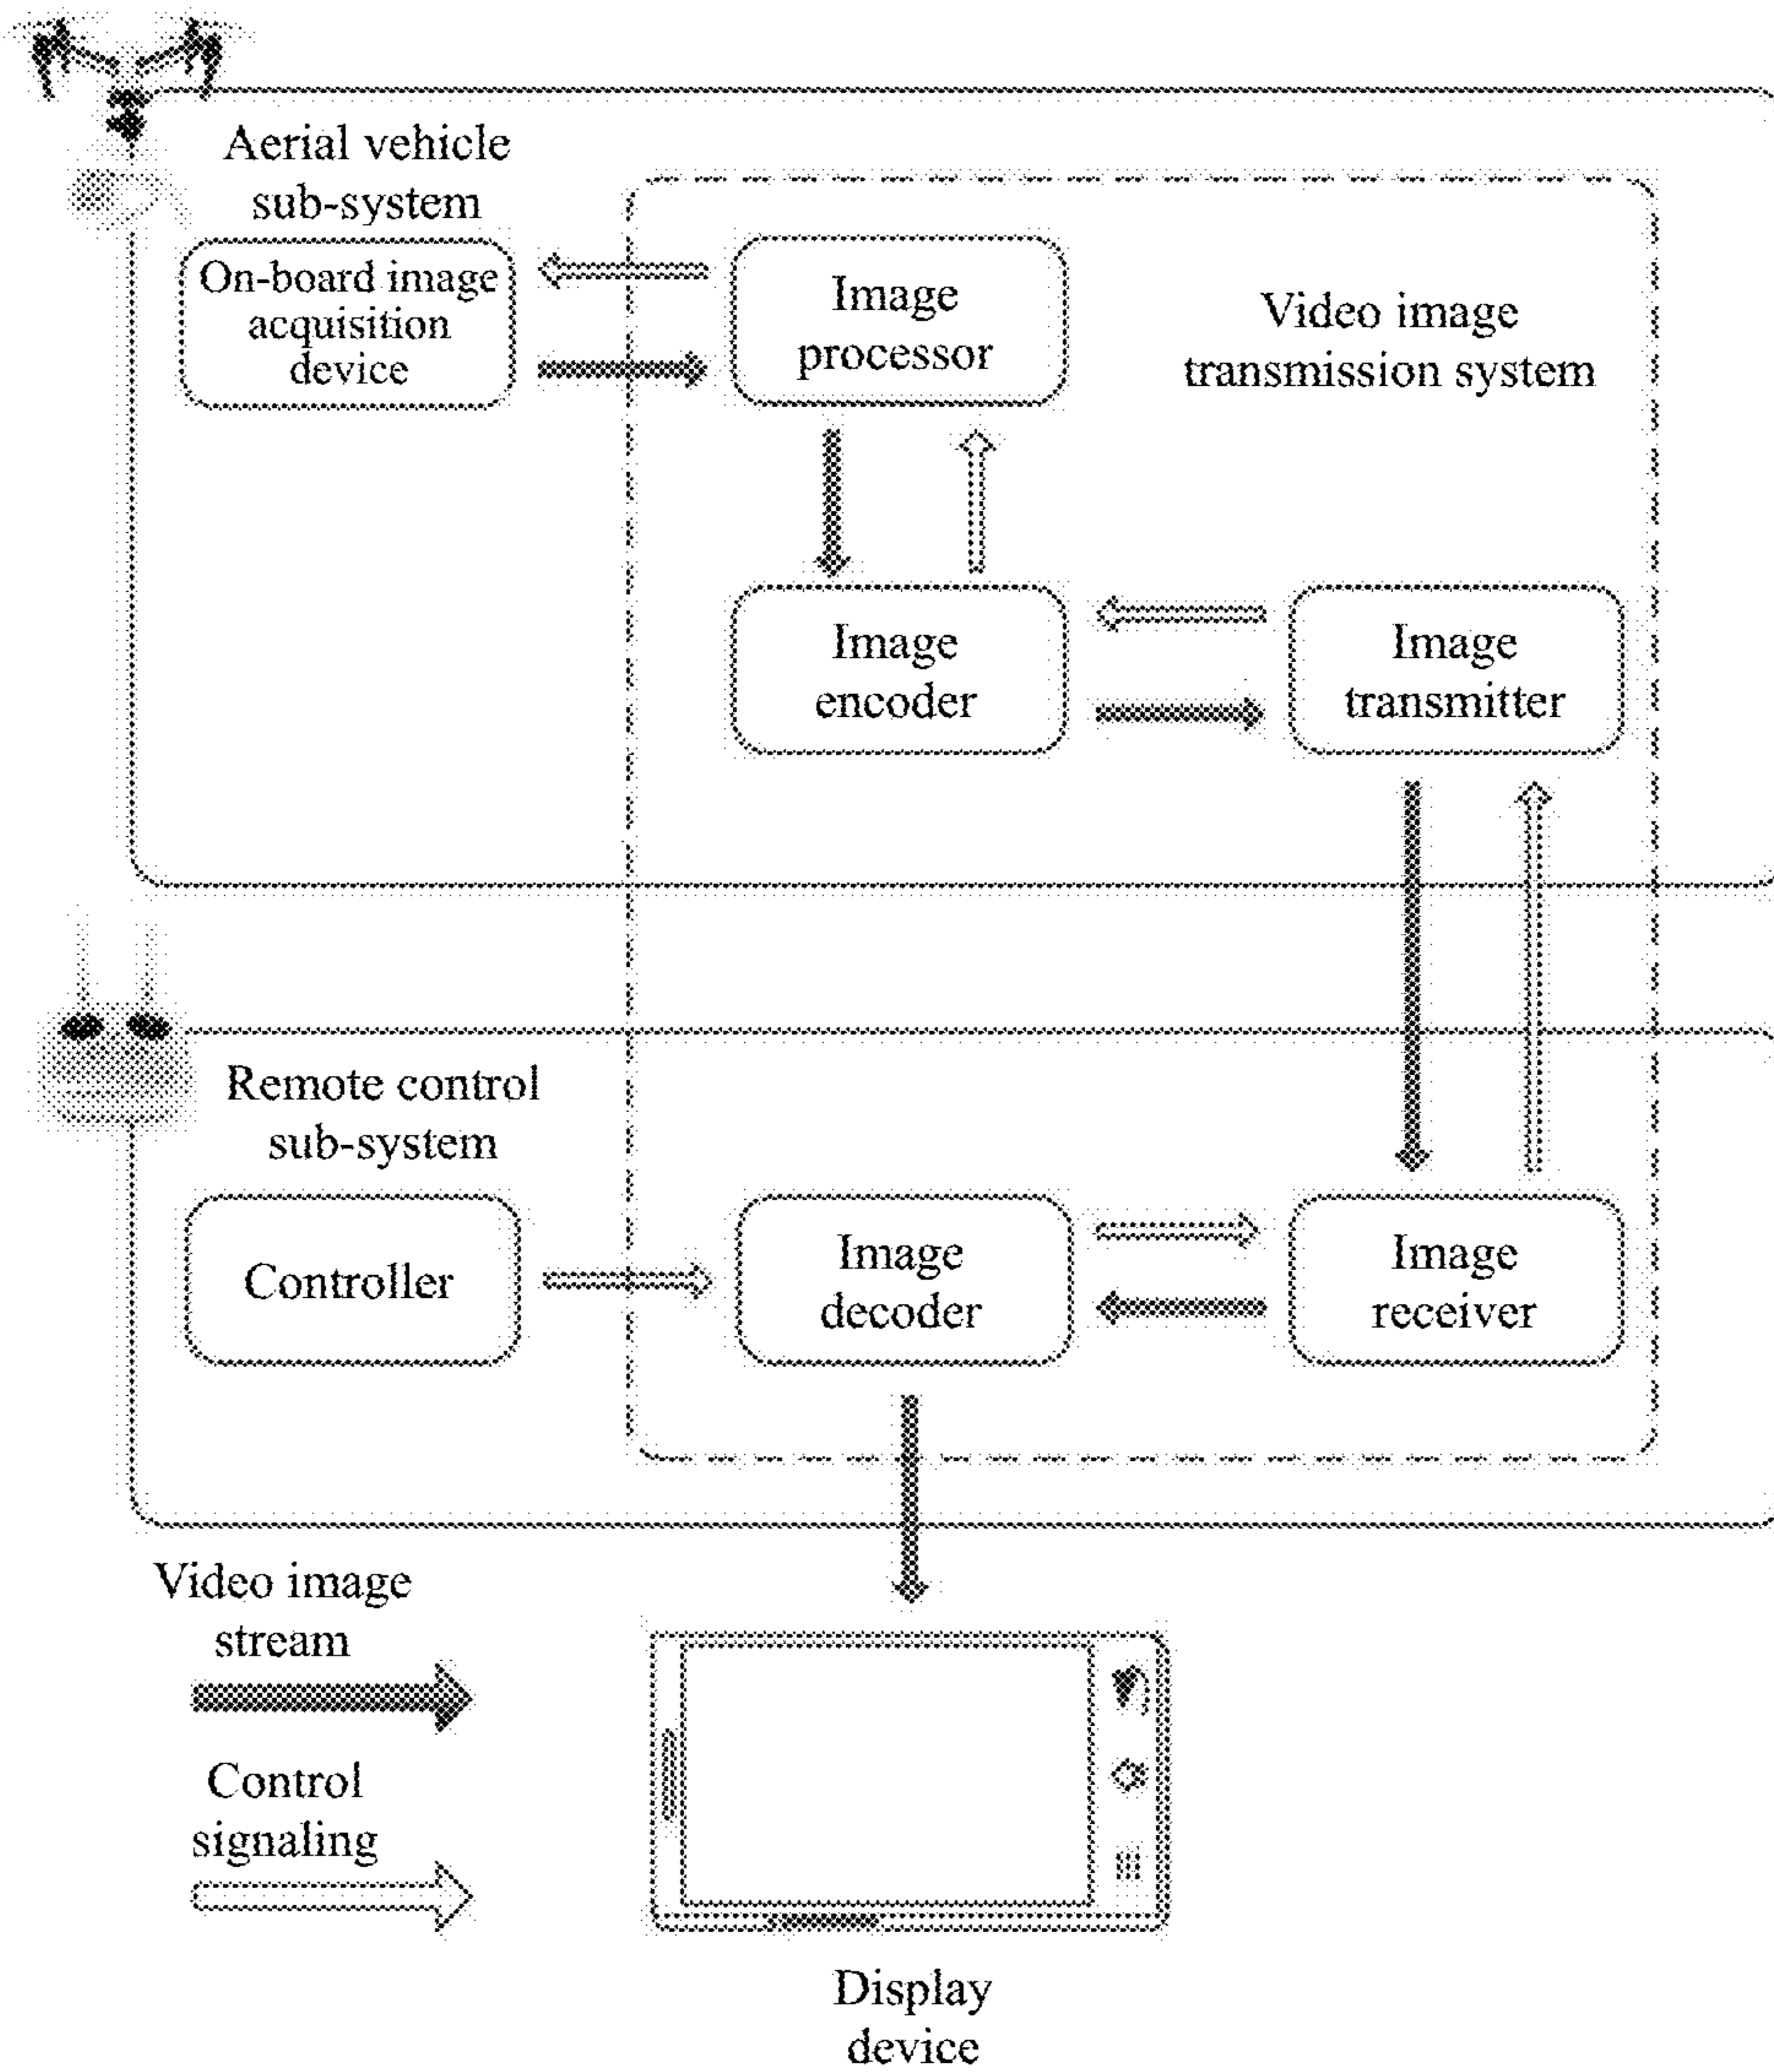 Aerial vehicle
sub-system
On-board image
acquisition
device
Image
processor
Video image
transmission system
Image
encoder
Image
transmitter
Remote control
sub-system
Controller
Image
decoder
Image
receiver
Video image
stream
Control
signaling
Display
device